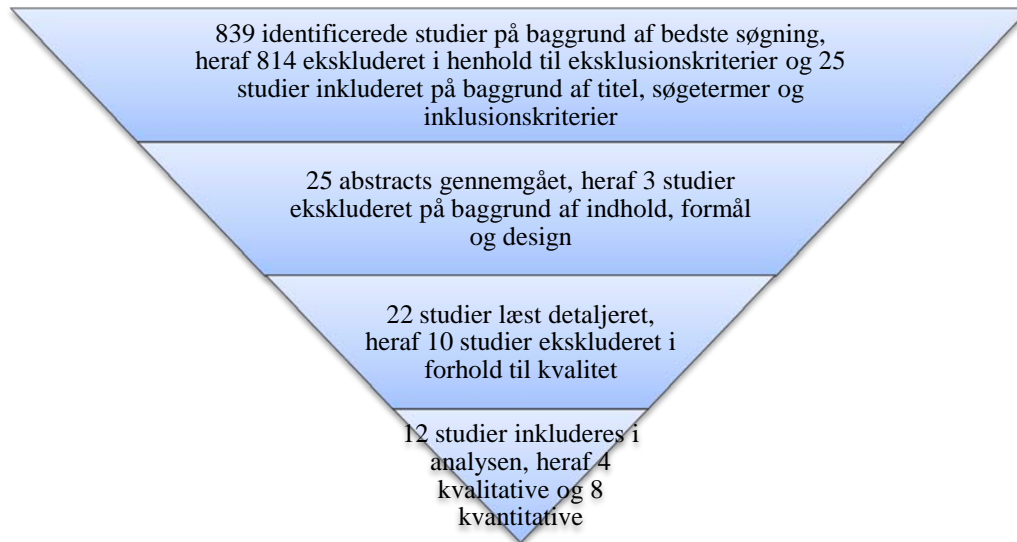 839 identificerede studier på baggrund af bedste søgning,
heraf 814 ekskluderet i henhold til eksklusionskriterier og 25
studier inkluderet på baggrund af titel, søgetermer og
inklusionskriterier
25 abstracts gennemgået, heraf 3 studier
ekskluderet på baggrund af indhold, formål
og design
22 studier læst detaljeret,
heraf 10 studier ekskluderet i
forhold til kvalitet
12 studier inkluderes i
analysen, heraf 4
kvalitative og 8
kvantitative